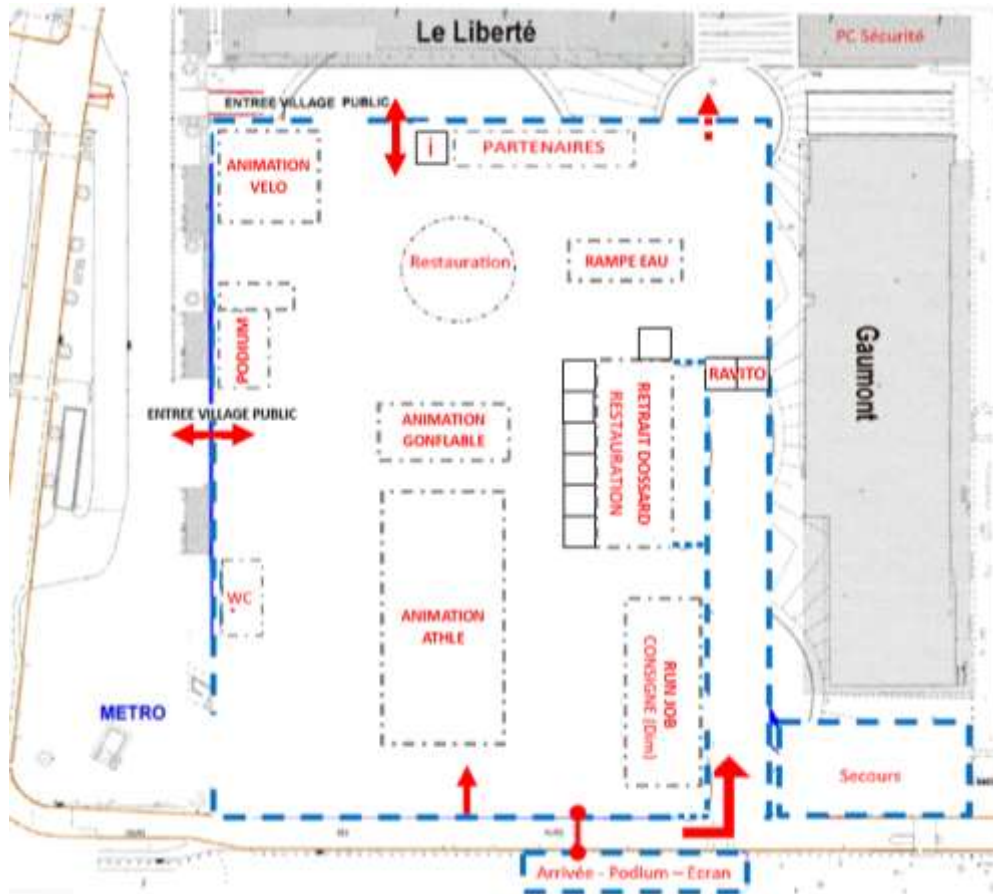 Le Liberté
PC Sécurité
ENTREE VILLAGE PUBLIC
i
PARTENAIRES
ANIMATION
VELO
Restauration
RAMPE EAU
PODIUM
RAVITO
Gaumont
ENTREE VILLAGE PUBLIC
ANIMATION
GONFLABLE
RETRAIT DOSSARD
RESTAURATION
WC
ANIMATION
ATHLE
RUN JOB
CONSIGNE (Dim)
METRO
Secours
Arrivée - Podium – Ecran